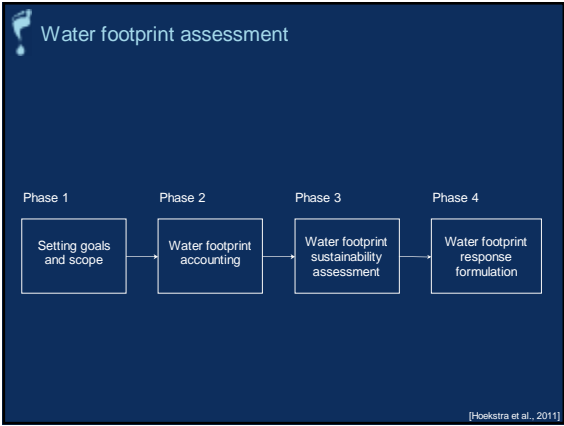 Water footprint assessment
Phase 1
Phase 2
Phase 3
Phase 4
Setting goals
and scope
Water footprint
accounting
Water footprint
sustainability
assessment
Water footprint
response
formulation
[Hoekstra et al., 2011]